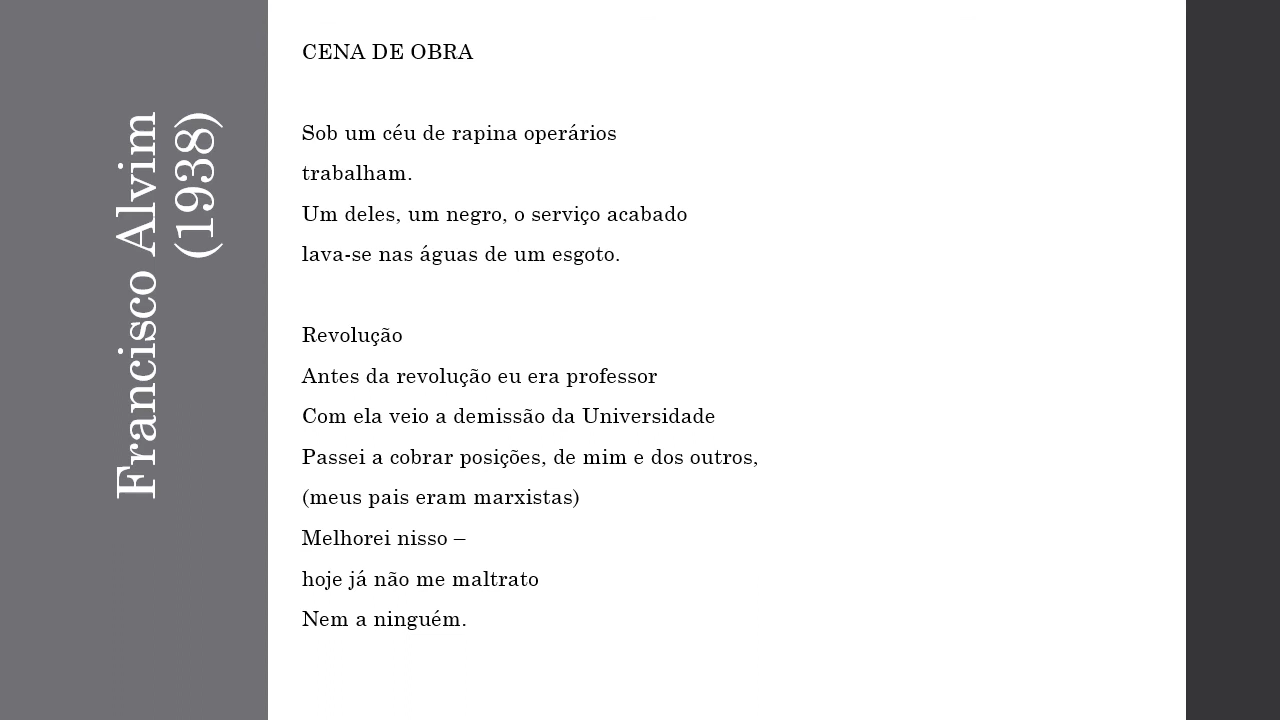 Francisco Alvim
(1938)
CENA DE OBRA
Sob um céu de rapina operários
trabalham.
Um deles, um negro, o serviço acabado
lava-se nas águas de um esgoto.
Revolução
Antes da revolução eu era professor
Com ela veio a demissão da Universidade
Passei a cobrar posições, de mim e dos outros,
(meus pais eram marxistas)
Melhorei nisso –
hoje já não me maltrato
Nem a ninguém.